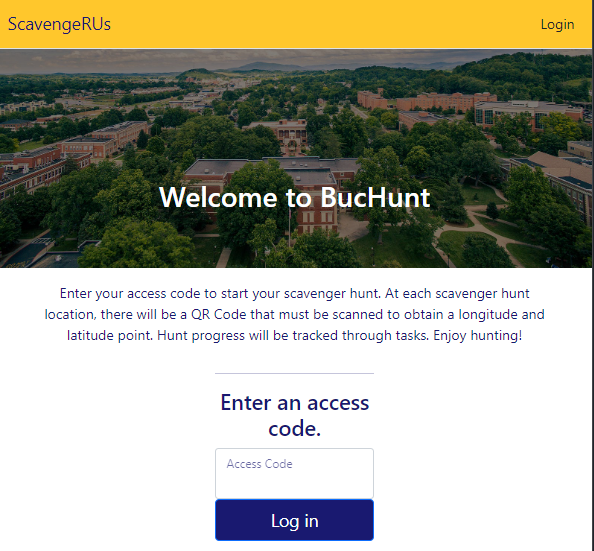 ScavengeRUs
Login
Welcome to BucHunt
Enter your access code to start your scavenger hunt. At each scavenger hunt
location, there will be a QR Code that must be scanned to obtain a longitude and
latitude point. Hunt progress will be tracked through tasks. Enjoy hunting!
Enter an access
code.
Access Code
Log in